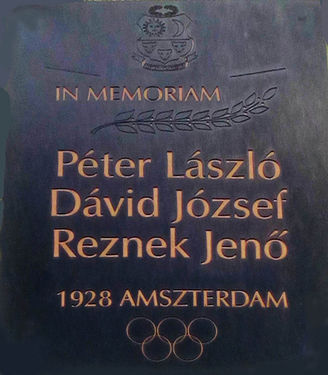 IN MEMORIAM
Péter László
Dávid József
Reznek Jenő
1928 AMSZTERDAM